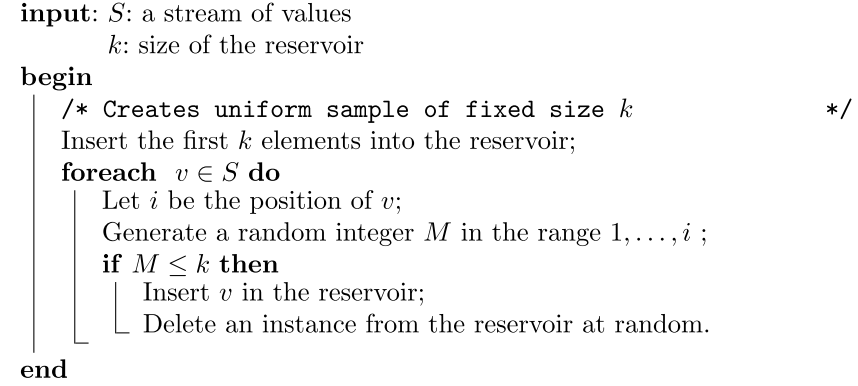 input: S: a stream of values
k: size of the reservoir
begin
/* Creates uniform sample of fixed size k */
Insert the first k elements into the reservoir;
foreach v ∈ S do
Let i be the position of v;
Generate a random integer M in the range 1, . . . , i ;
if M ≤ k then
Insert v in the reservoir;
Delete an instance from the reservoir at random.
end